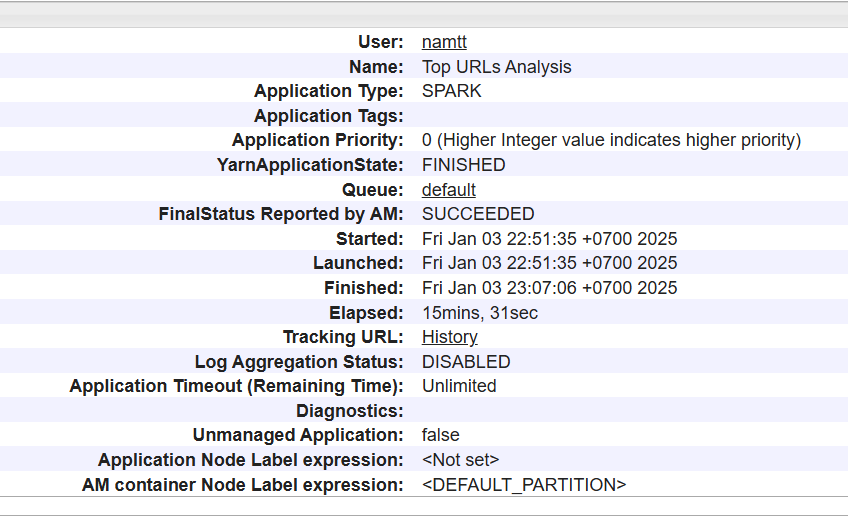 User: namtt
Name: Top URLs Analysis
Application Type: SPARK
Application Tags:
Application Priority: 0 (Higher Integer value indicates higher priority)
YarnApplicationState: FINISHED
Queue: default
FinalStatus Reported by AM: SUCCEEDED
Started: Fri Jan 03 22:51:35 +0700 2025
Launched: Fri Jan 03 22:51:35 +0700 2025
Finished: Fri Jan 03 23:07:06 +0700 2025
Elapsed: 15mins, 31sec
Tracking URL: History
Log Aggregation Status: DISABLED
Application Timeout (Remaining Time): Unlimited
Diagnostics:
Unmanaged Application: false
Application Node Label expression: <Not set>
AM container Node Label expression: <DEFAULT_PARTITION>